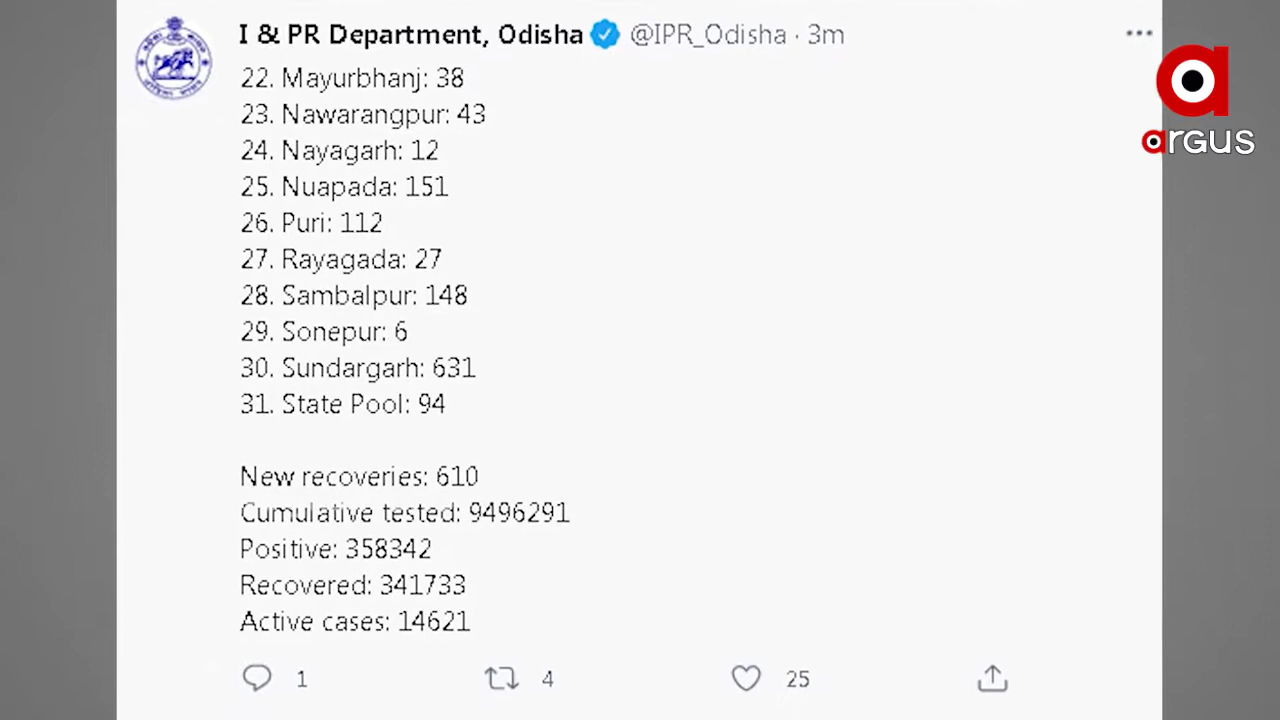 I & PR Department, Odisha @IPR_Odisha · 3m
22. Mayurbhanj: 38
23. Nawarangpur: 43
24. Nayagarh: 12
25. Nuapada: 151
26. Puri: 112
27. Rayagada: 27
28. Sambalpur: 148
29. Sonepur: 6
30. Sundargarh: 631
31. State Pool: 94
New recoveries: 610
Cumulative tested: 9496291
Positive: 358342
Recovered: 341733
Active cases: 14621
1 4 25
a
argus